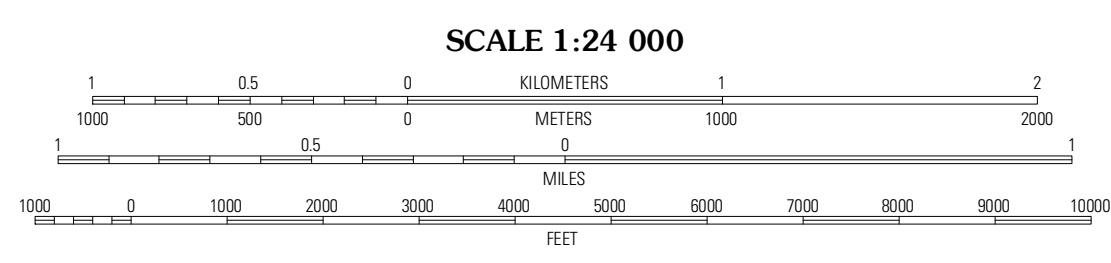 SCALE 1:24 000
1 0.5 0 KILOMETERS 1 2
1000 500 0 METERS 1000 2000
1 0.5 0 1
MILES
1000 0 1000 2000 3000 4000 5000 6000 7000 8000 9000 10000
FEET